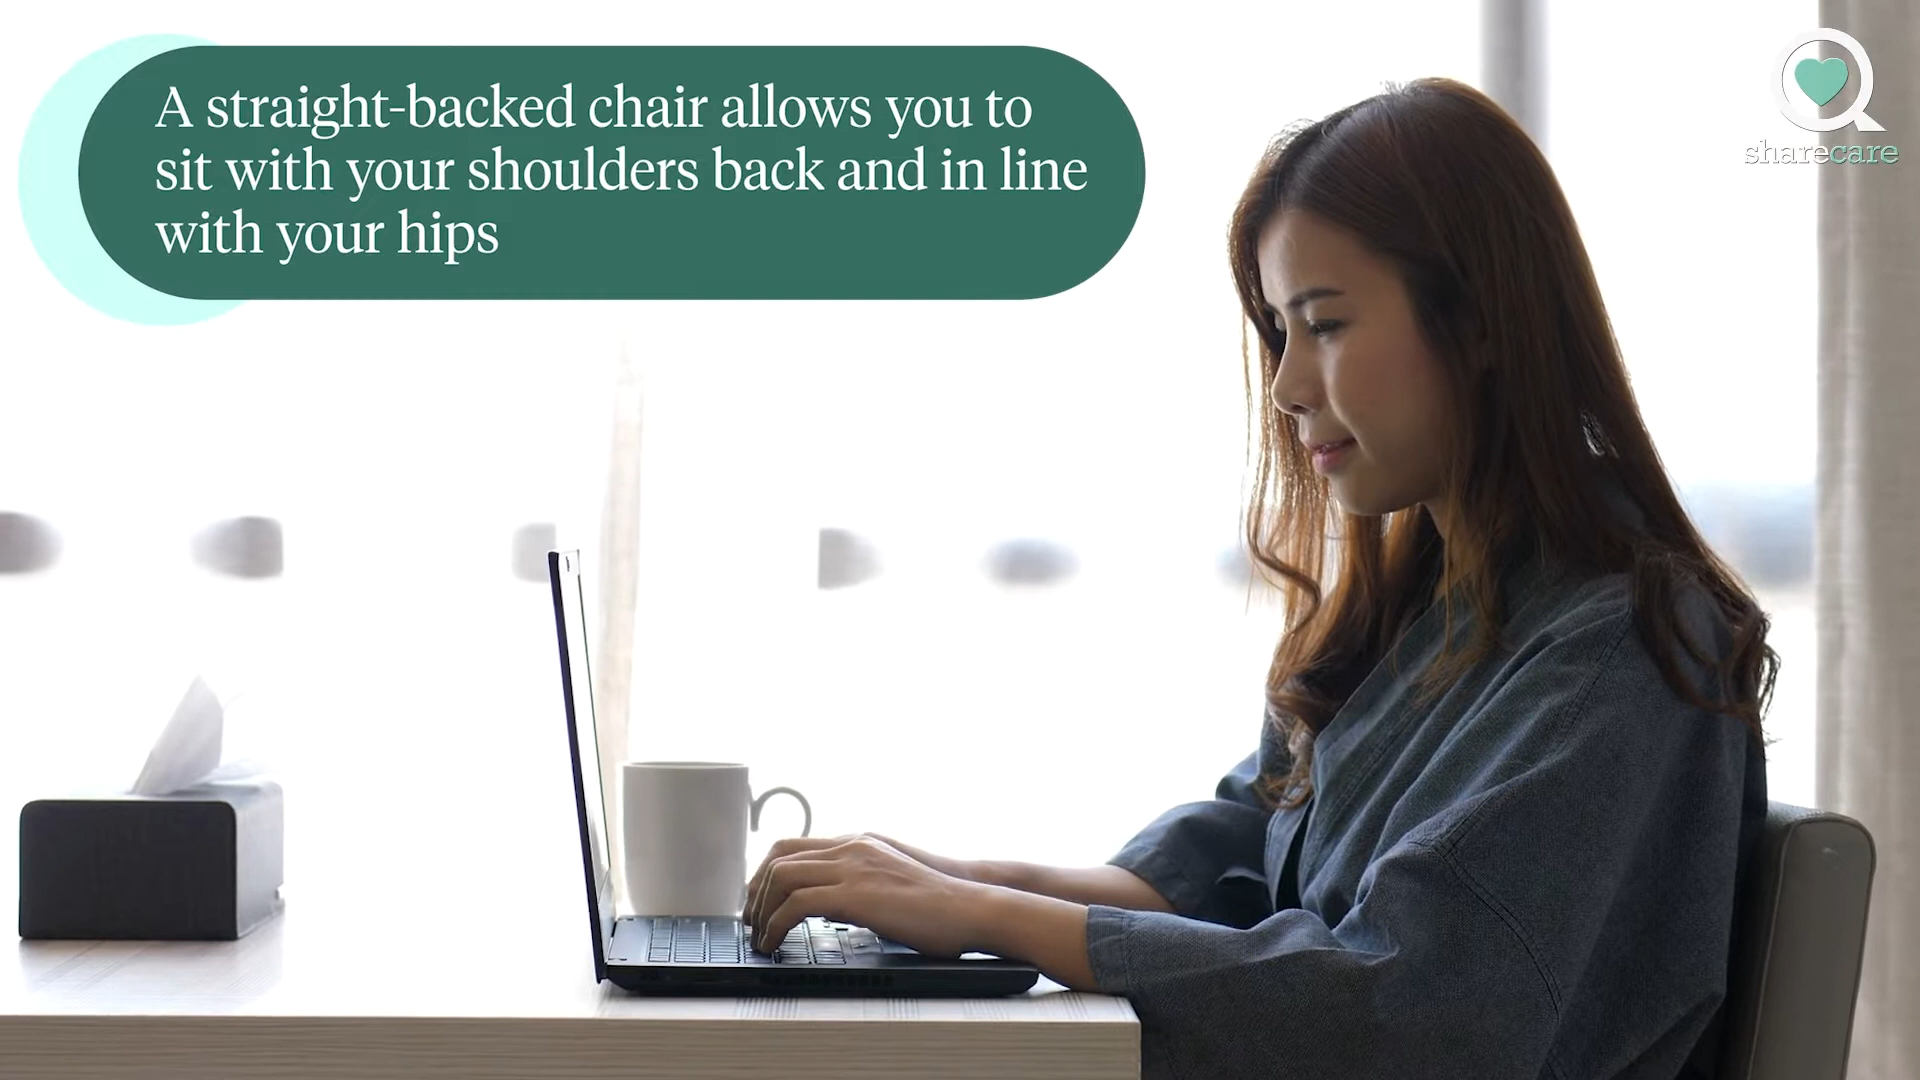 A straight-backed chair allows you to
sit with your shoulders back and in line
with your hips
sharecare